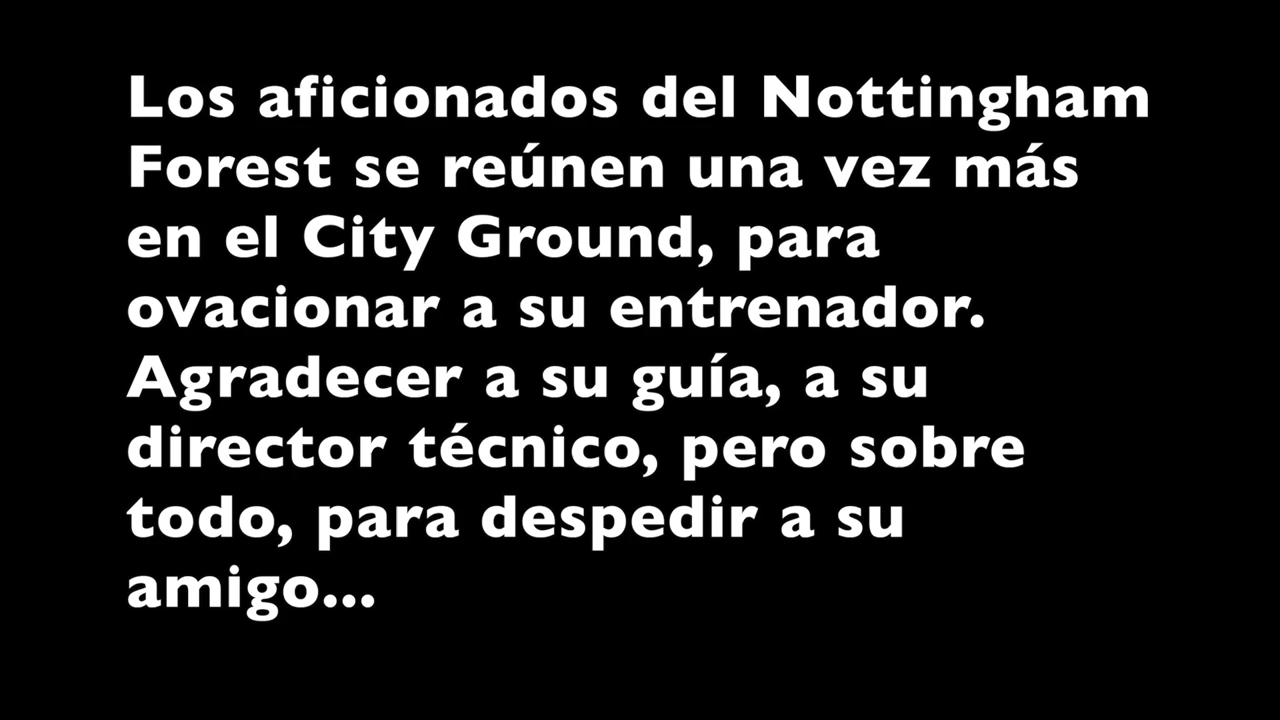 Los aficionados del Nottingham
Forest se reúnen una vez más
en el City Ground, para
ovacionar a su entrenador.
Agradecer a su guía, a su
director técnico, pero sobre
todo, para despedir a su
amigo...